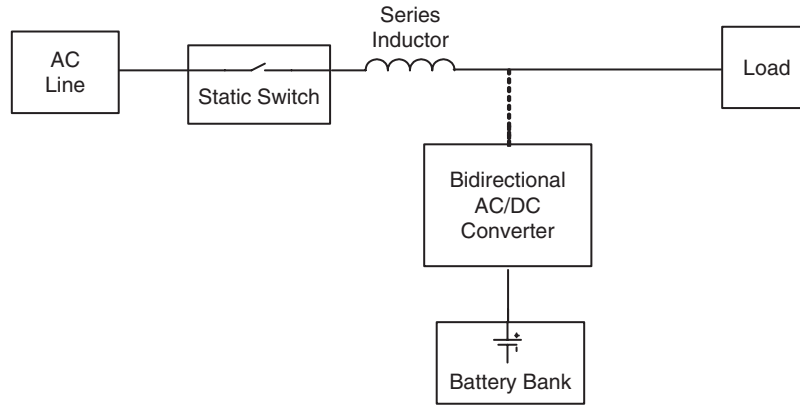 Series
Inductor
AC
Line
Static Switch
Load
Bidirectional
AC/DC
Converter
+
-
Battery Bank